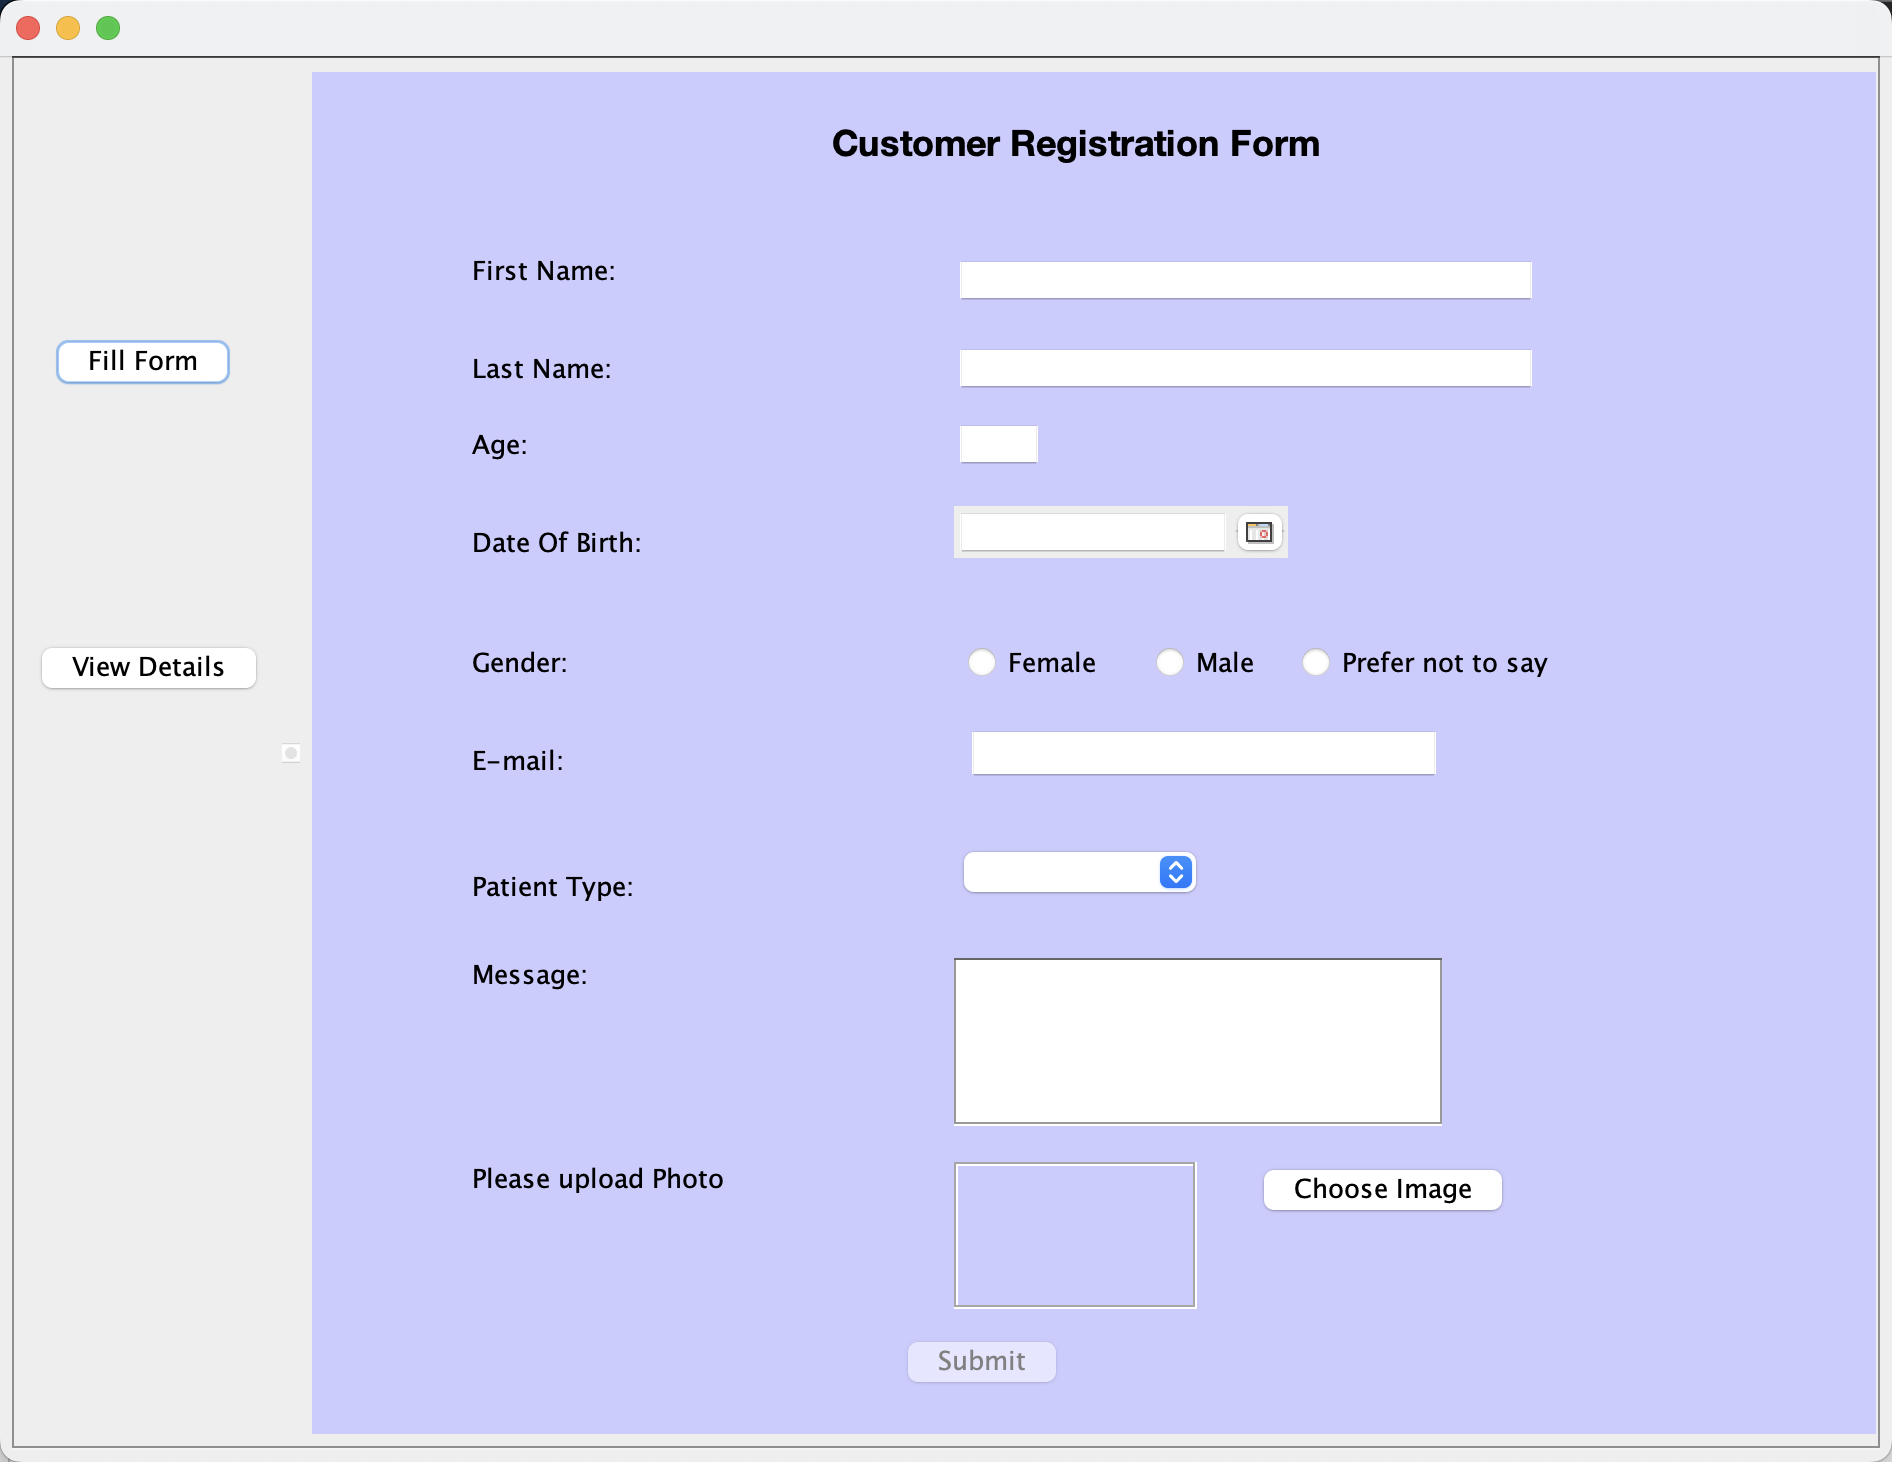 Customer Registration Form
First Name:
Last Name:
Fill Form
Age:
Date Of Birth:
Gender: Female Male Prefer not to say
View Details
E-mail:
Patient Type:
Message:
Please upload Photo Choose Image
Submit